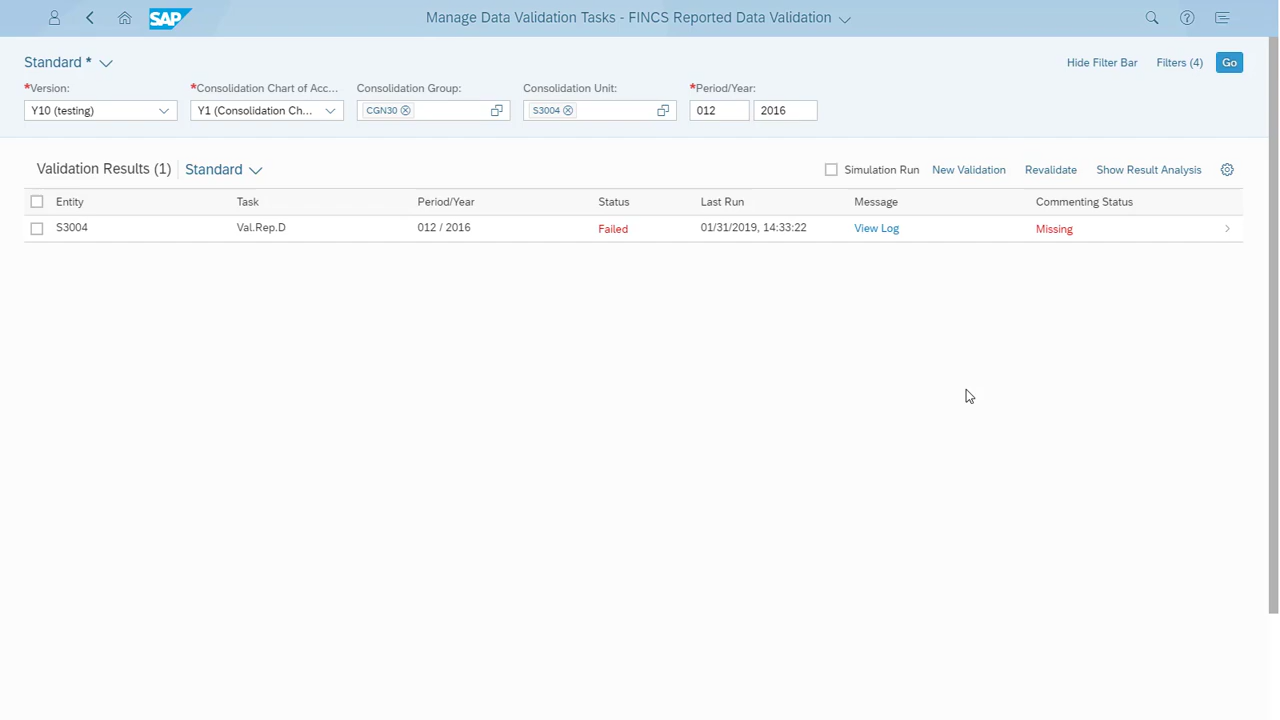 SAP
Manage Data Validation Tasks - FINCS Reported Data Validation
Standard *
Hide Filter Bar
Filters (4)
Go
*Version:
*Consolidation Chart of Acc...
Consolidation Group:
Consolidation Unit:
*Period/Year:
Y10 (testing)
Y1 (Consolidation Ch...
CGN30
S3004
012
2016
Validation Results (1)
Standard
Simulation Run
New Validation
Revalidate
Show Result Analysis
Entity
Task
Period/Year
Status
Last Run
Message
Commenting Status
S3004
Val.Rep.D
012 / 2016
Failed
01/31/2019, 14:33:22
View Log
Missing